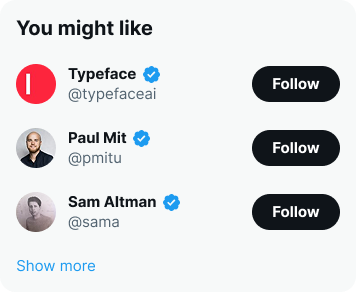 You might like
Typeface
@typefaceai
Follow
Paul Mit
@pmitu
Follow
Sam Altman
@sama
Follow
Show more